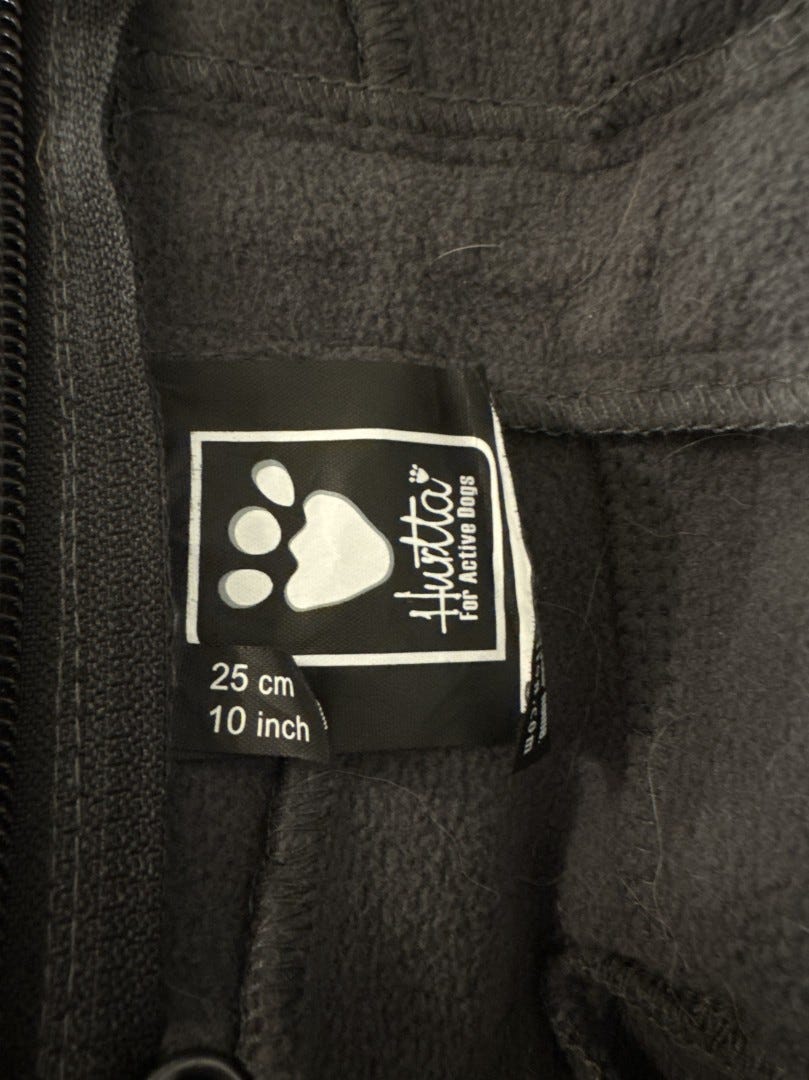 Hurtta
For Active Dogs
25 cm
10 inch